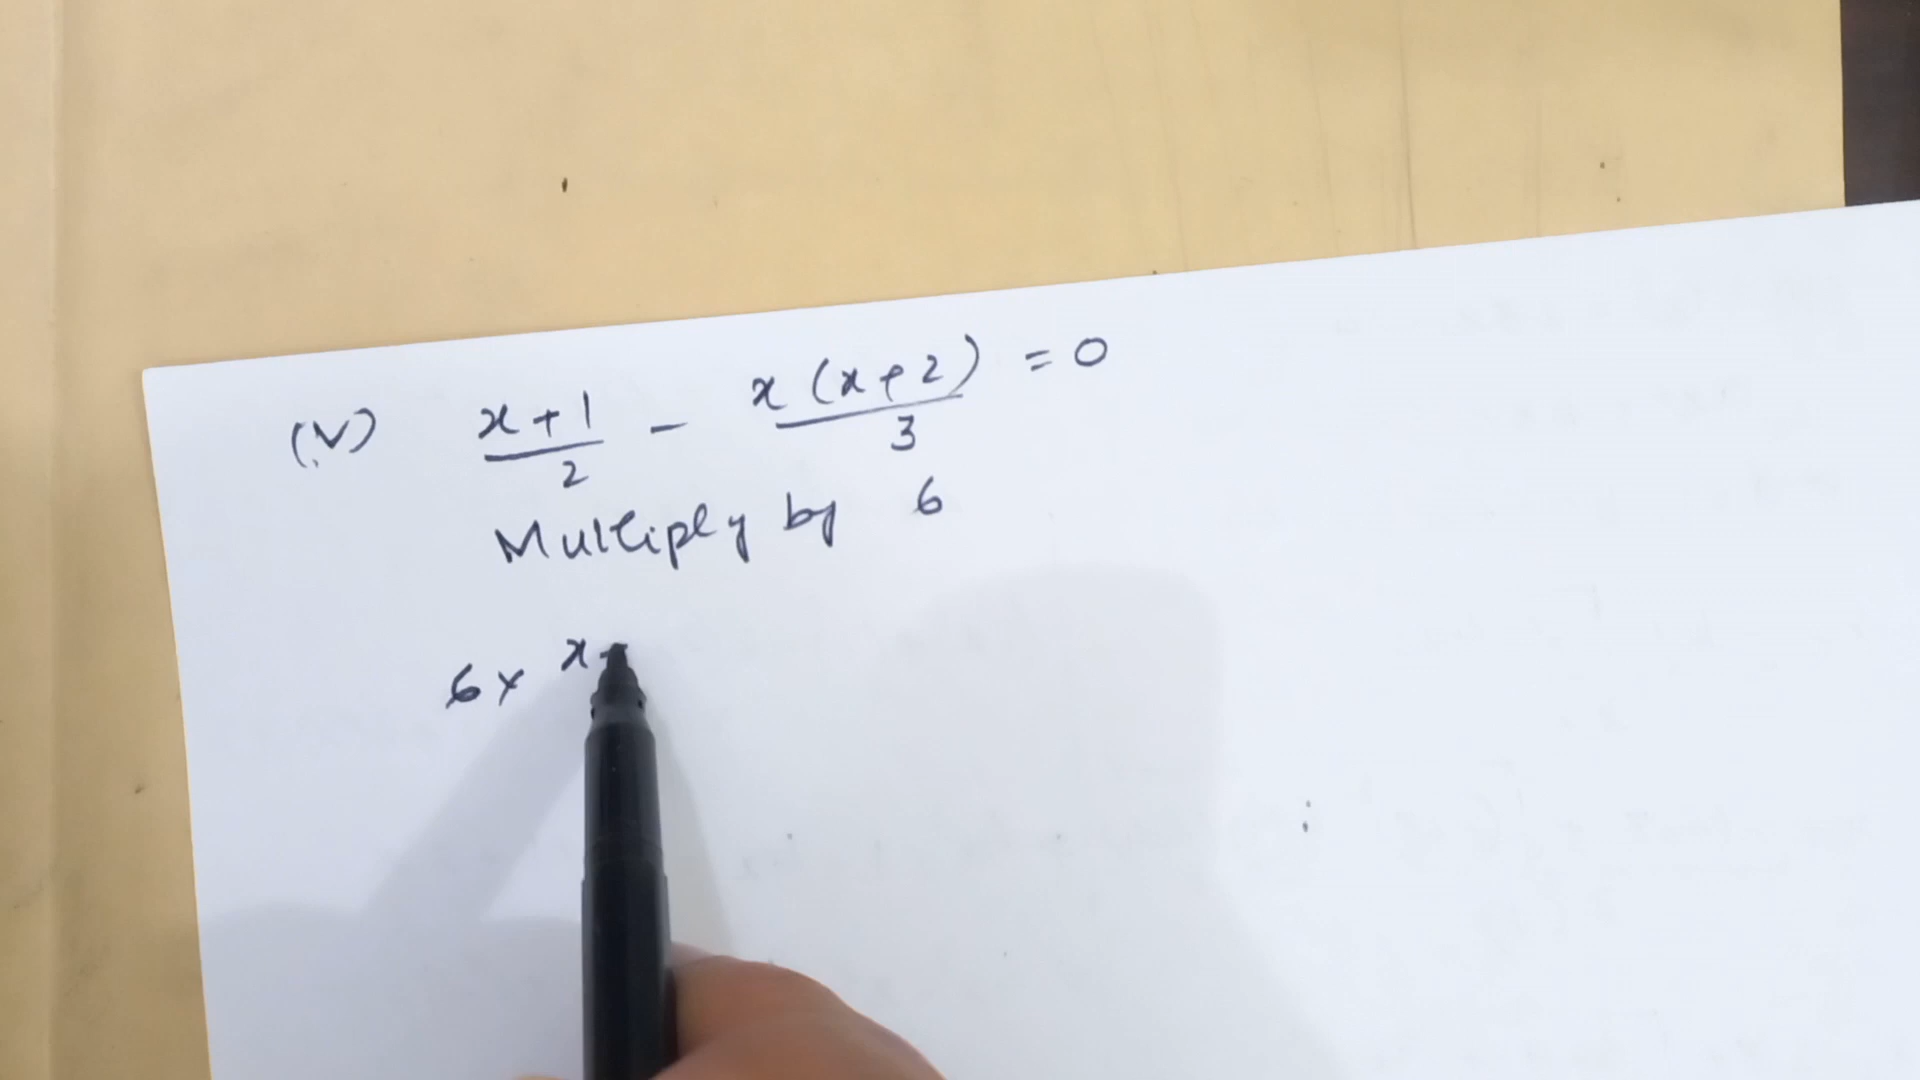 (V) x+1/2 - x(x+2)/3 = 0
Multiply by 6
6 × x